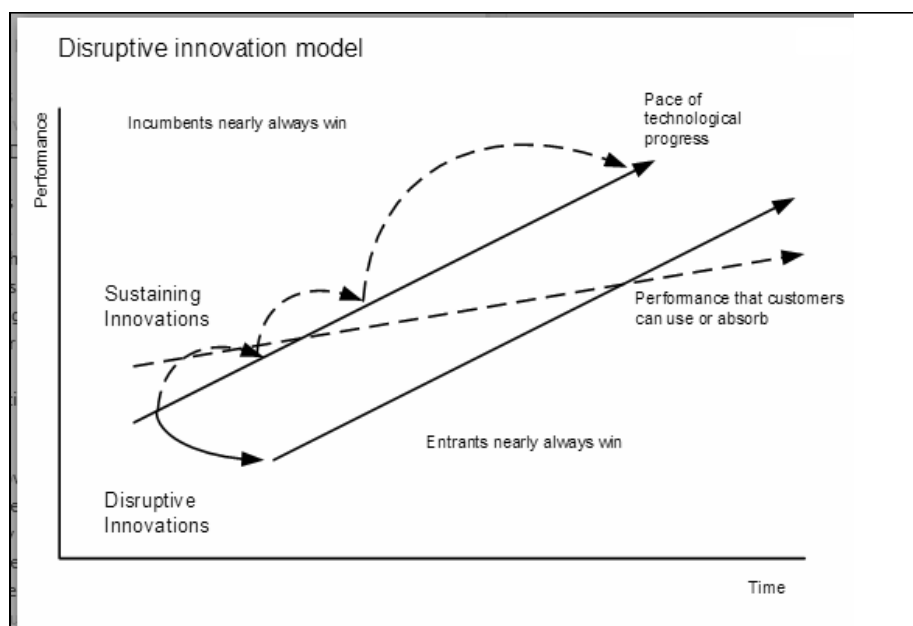 Disruptive innovation model
Performance
Incumbents nearly always win
Pace of
technological
progress
Sustaining
Innovations
Performance that customers
can use or absorb
Entrants nearly always win
Disruptive
Innovations
Time